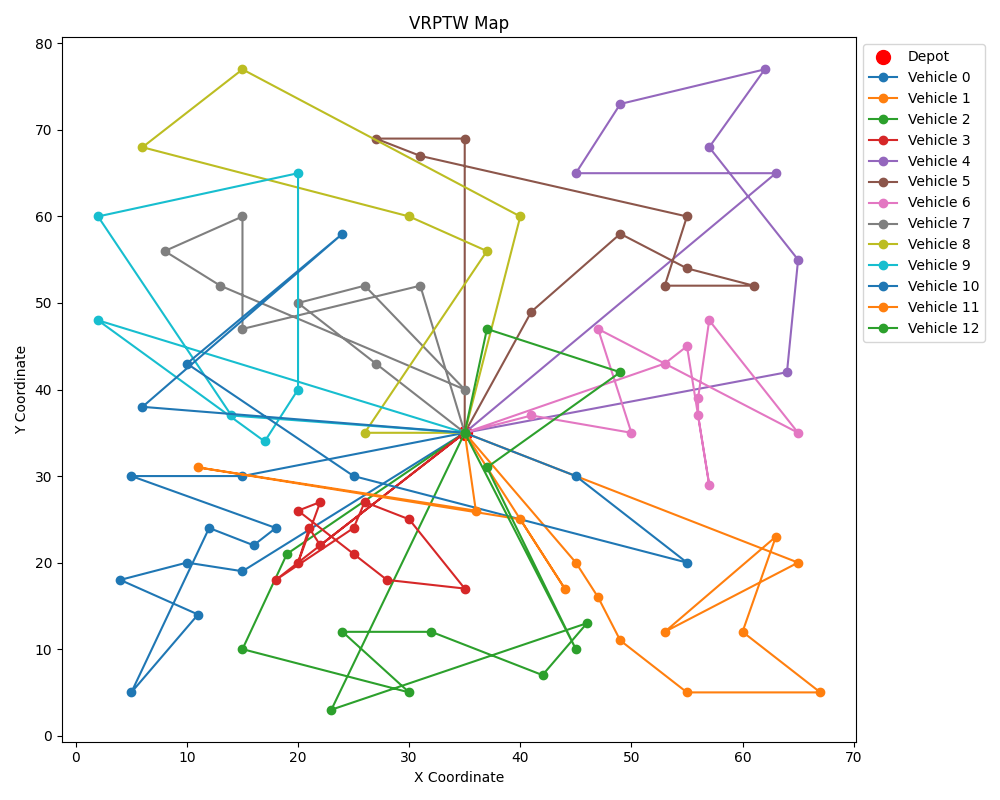 VRPTW Map
80
70
60
50
40
30
20
10
0
Y Coordinate
0 10 20 30 40 50 60 70
X Coordinate
Depot
Vehicle 0
Vehicle 1
Vehicle 2
Vehicle 3
Vehicle 4
Vehicle 5
Vehicle 6
Vehicle 7
Vehicle 8
Vehicle 9
Vehicle 10
Vehicle 11
Vehicle 12